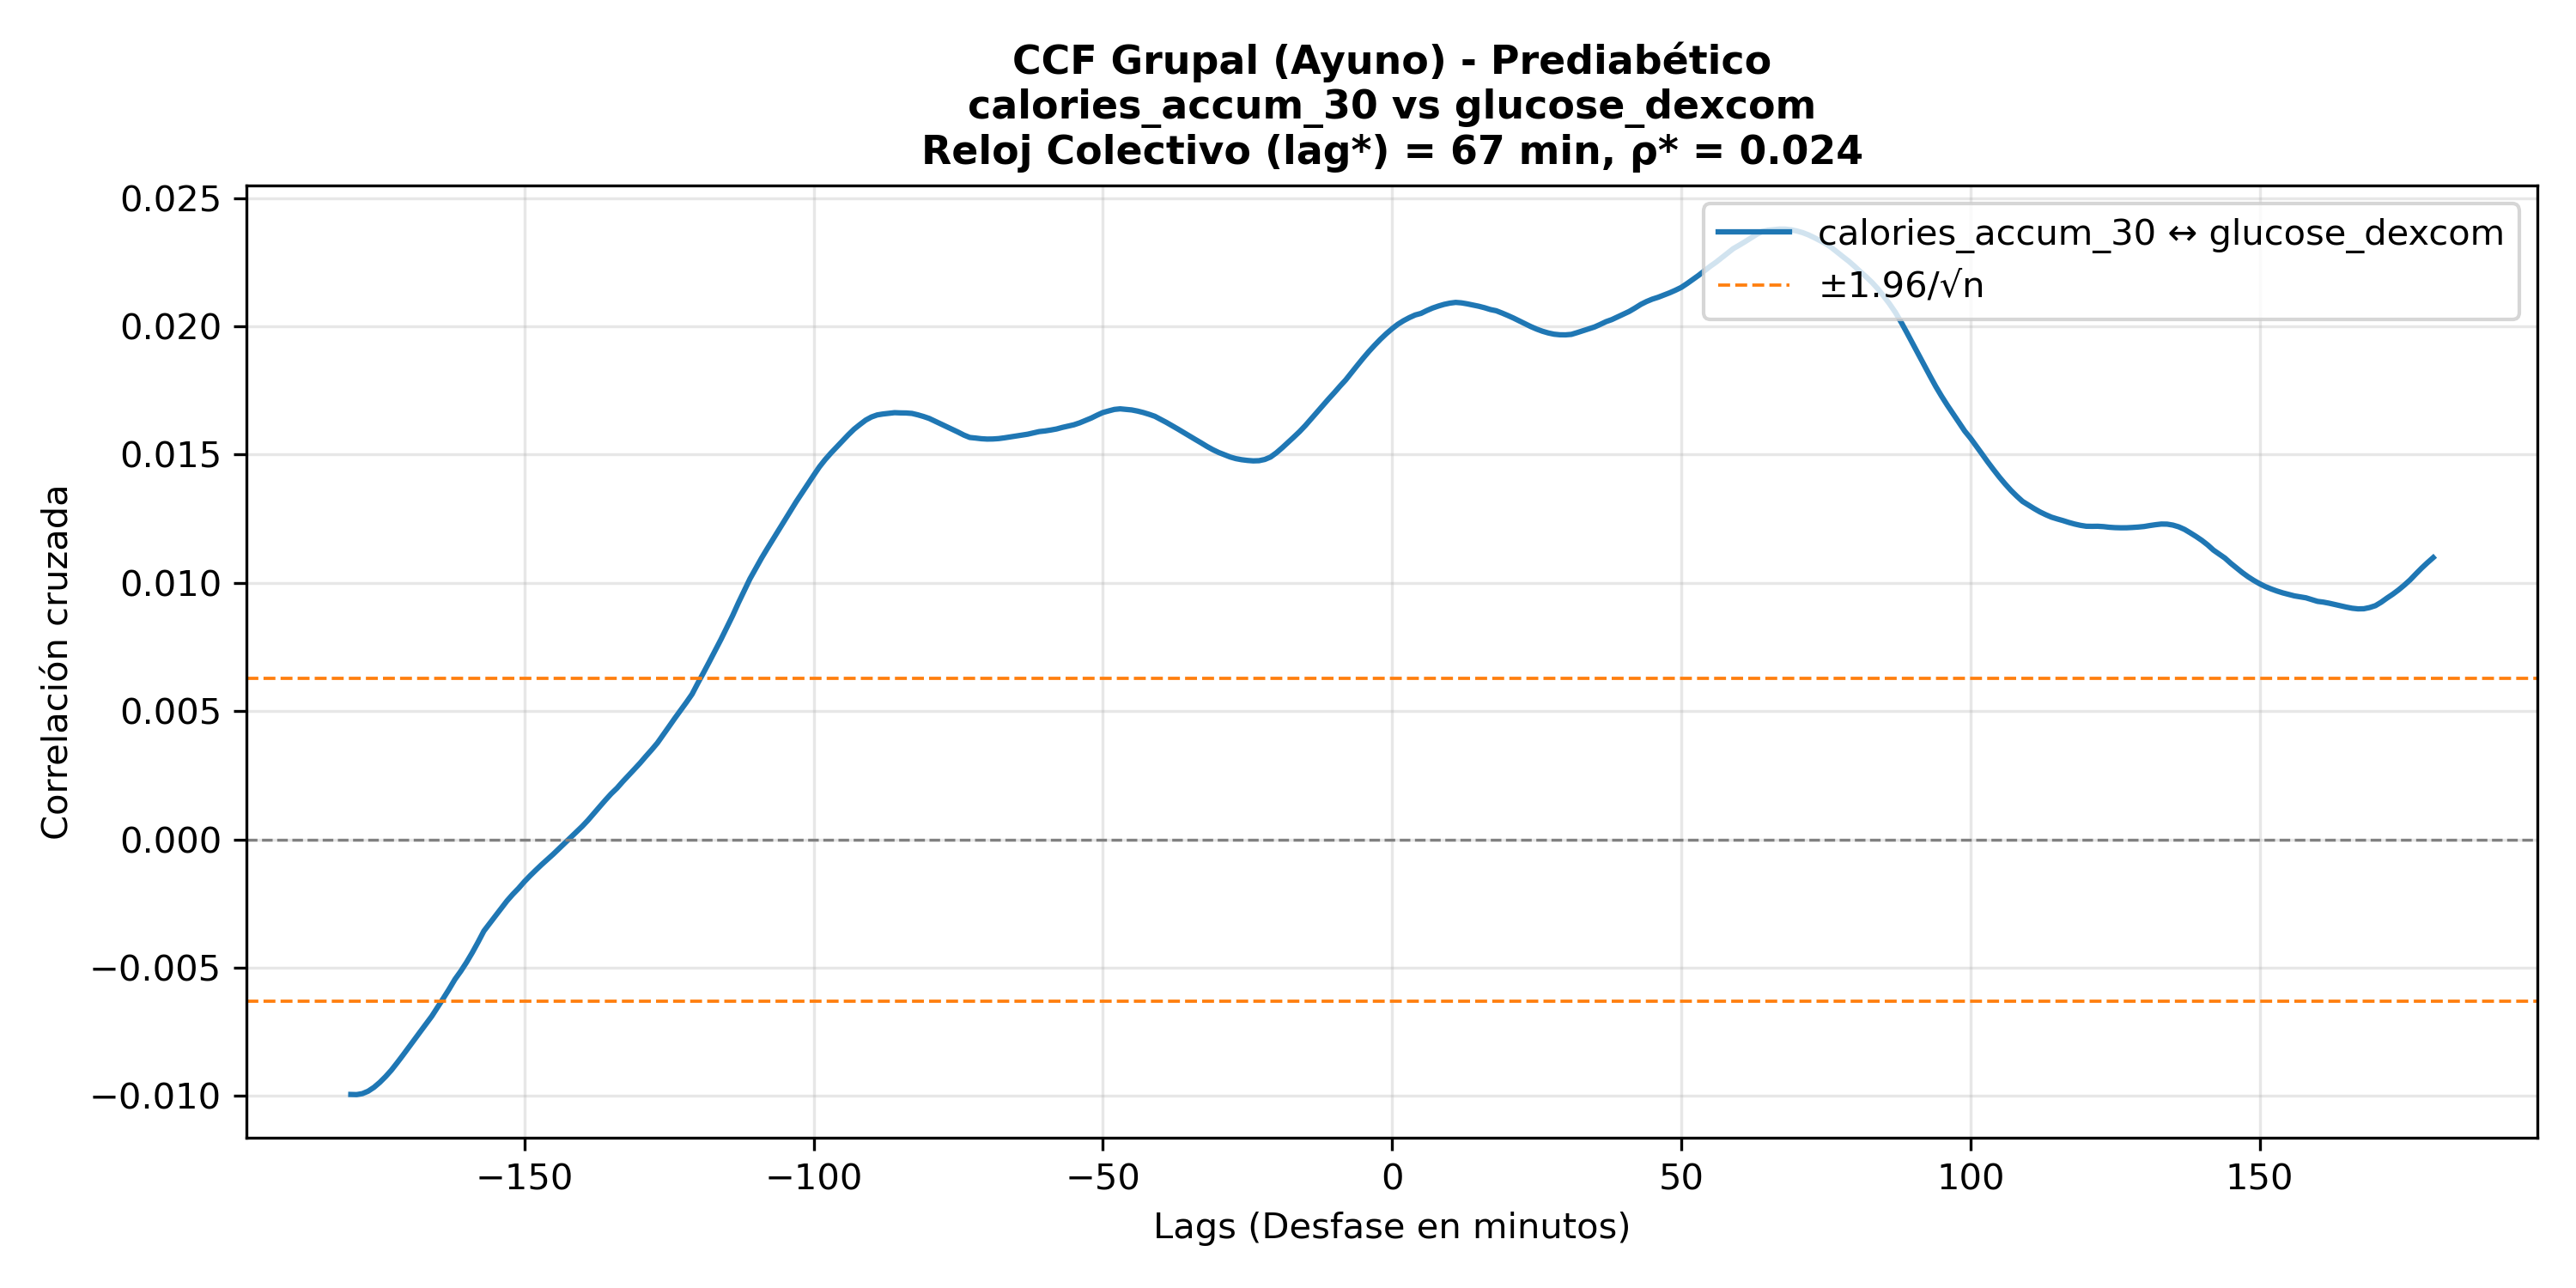 CCF Grupal (Ayuno) - Prediabético
calories_accum_30 vs glucose_dexcom
Reloj Colectivo (lag*) = 67 min, ρ* = 0.024
calories_accum_30 ↔ glucose_dexcom
±1.96/√n
Correlación cruzada
0.025
0.020
0.015
0.010
0.005
0.000
−0.005
−0.010
−150
−100
−50
0
50
100
150
Lags (Desfase en minutos)